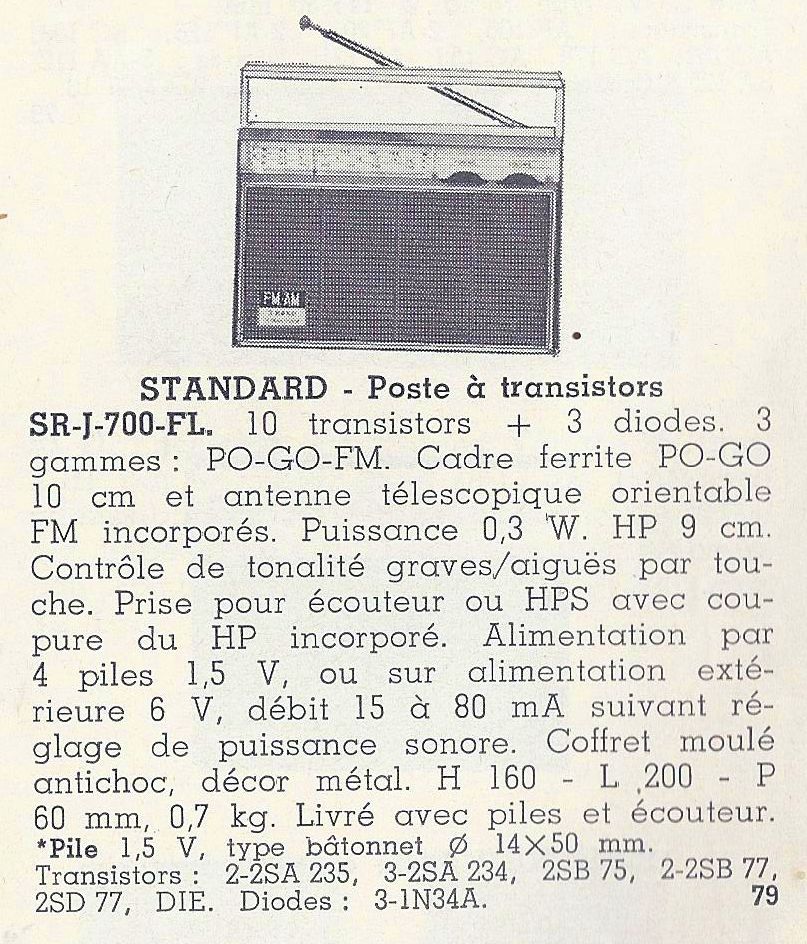 FM AM
STANDARD - Poste à transistors
SR-J-700-FL. 10 transistors + 3 diodes. 3
gammes : PO-GO-FM. Cadre ferrite PO-GO
10 cm et antenne télescopique orientable
FM incorporés. Puissance 0,3 W. HP 9 cm.
Contrôle de tonalité graves/aiguës par tou-
che. Prise pour écouteur ou HPS avec cou-
pure du HP incorporé. Alimentation par
4 piles 1,5 V, ou sur alimentation exté-
rieure 6 V, débit 15 à 80 mA suivant ré-
glage de puissance sonore. Coffret moulé
antichoc, décor métal. H 160 - L 200 - P
60 mm, 0,7 kg. Livré avec piles et écouteur.
*Pile 1,5 V, type bâtonnet Ø 14×50 mm.
Transistors : 2-2SA 235, 3-2SA 234, 2SB 75, 2-2SB 77,
2SD 77, DIE. Diodes : 3-1N34A. 79